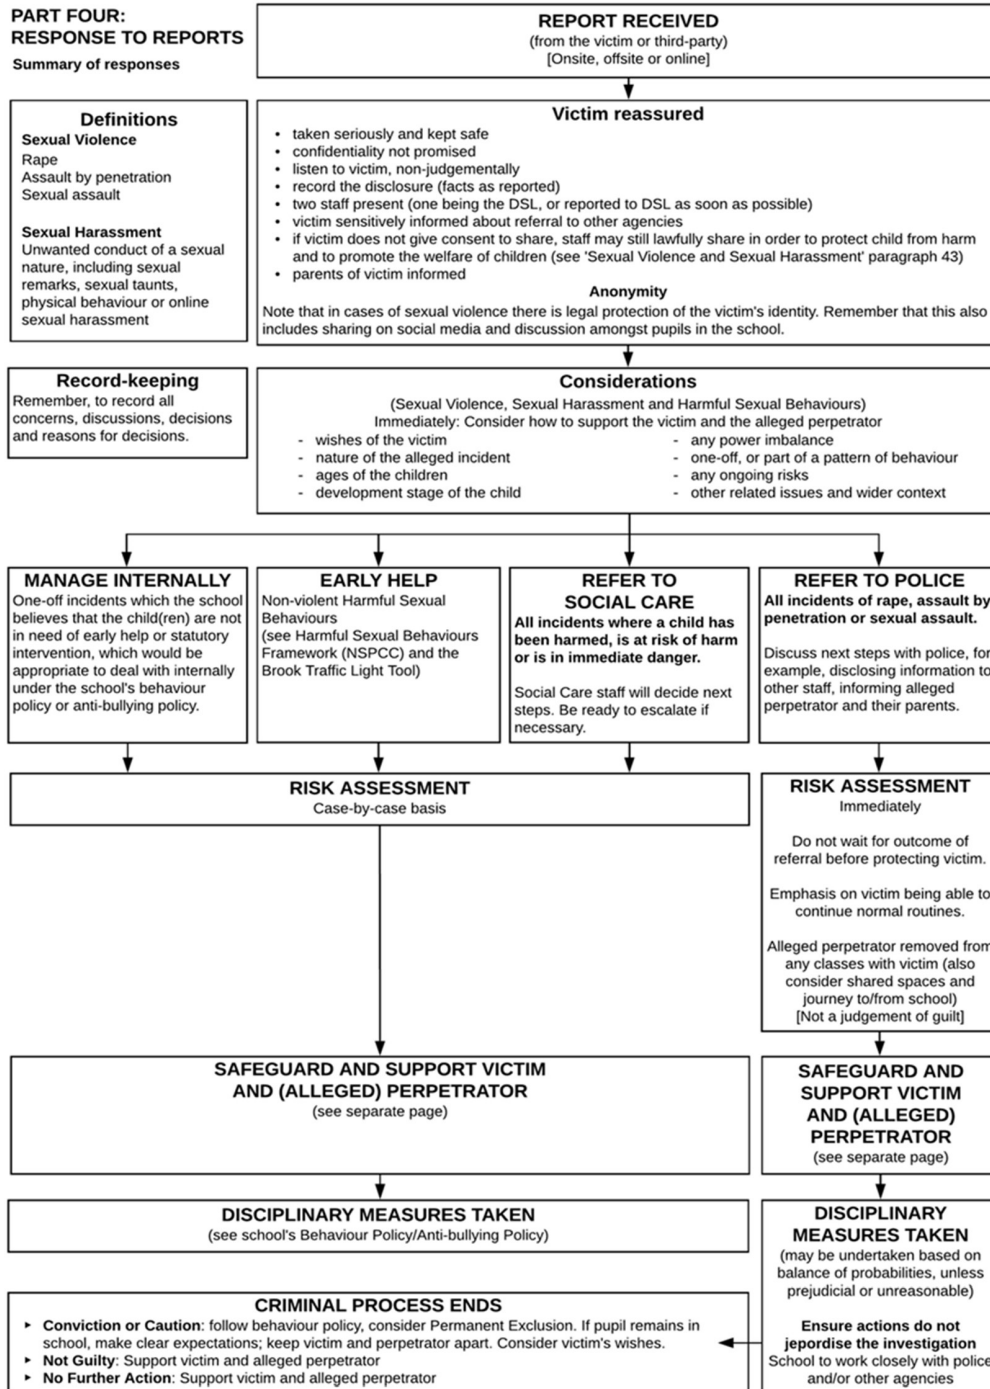 PART FOUR:
RESPONSE TO REPORTS
Summary of responses
REPORT RECEIVED
(from the victim or third-party)
[Onsite, offsite or online]
Definitions
Sexual Violence
Rape
Assault by penetration
Sexual assault
Sexual Harassment
Unwanted conduct of a sexual
nature, including sexual
remarks, sexual taunts,
physical behaviour or online
sexual harassment
Victim reassured
• taken seriously and kept safe
• confidentiality not promised
• listen to victim, non-judgementally
• record the disclosure (facts as reported)
• two staff present (one being the DSL, or reported to DSL as soon as possible)
• victim sensitively informed about referral to other agencies
• if victim does not give consent to share, staff may still lawfully share in order to protect child from harm
and to promote the welfare of children (see 'Sexual Violence and Sexual Harassment' paragraph 43)
• parents of victim informed
Anonymity
Note that in cases of sexual violence there is legal protection of the victim's identity. Remember that this also
includes sharing on social media and discussion amongst pupils in the school.
Record-keeping
Remember, to record all
concerns, discussions, decisions
and reasons for decisions.
Considerations
(Sexual Violence, Sexual Harassment and Harmful Sexual Behaviours)
Immediately: Consider how to support the victim and the alleged perpetrator
- wishes of the victim
- nature of the alleged incident
- ages of the children
- development stage of the child
- any power imbalance
- one-off, or part of a pattern of behaviour
- any ongoing risks
- other related issues and wider context
MANAGE INTERNALLY
One-off incidents which the school
believes that the child(ren) are not
in need of early help or statutory
intervention, which would be
appropriate to deal with internally
under the school's behaviour
policy or anti-bullying policy.
EARLY HELP
Non-violent Harmful Sexual
Behaviours
(see Harmful Sexual Behaviours
Framework (NSPCC) and the
Brook Traffic Light Tool)
REFER TO
SOCIAL CARE
All incidents where a child has
been harmed, is at risk of harm
or is in immediate danger.
Social Care staff will decide next
steps. Be ready to escalate if
necessary.
REFER TO POLICE
All incidents of rape, assault by
penetration or sexual assault.
Discuss next steps with police, for
example, disclosing information to
other staff, informing alleged
perpetrator and their parents.
RISK ASSESSMENT
Case-by-case basis
RISK ASSESSMENT
Immediately
Do not wait for outcome of
referral before protecting victim.
Emphasis on victim being able to
continue normal routines.
Alleged perpetrator removed from
any classes with victim (also
consider shared spaces and
journey to/from school)
[Not a judgement of guilt]
SAFEGUARD AND SUPPORT VICTIM
AND (ALLEGED) PERPETRATOR
(see separate page)
SAFEGUARD AND
SUPPORT VICTIM
AND (ALLEGED)
PERPETRATOR
(see separate page)
DISCIPLINARY MEASURES TAKEN
(see school's Behaviour Policy/Anti-bullying Policy)
DISCIPLINARY
MEASURES TAKEN
(may be undertaken based on
balance of probabilities, unless
prejudicial or unreasonable)
Ensure actions do not
jepordise the investigation
School to work closely with police
and/or other agencies
CRIMINAL PROCESS ENDS
‣ Conviction or Caution: follow behaviour policy, consider Permanent Exclusion. If pupil remains in
school, make clear expectations; keep victim and perpetrator apart. Consider victim's wishes.
‣ Not Guilty: Support victim and alleged perpetrator
‣ No Further Action: Support victim and alleged perpetrator